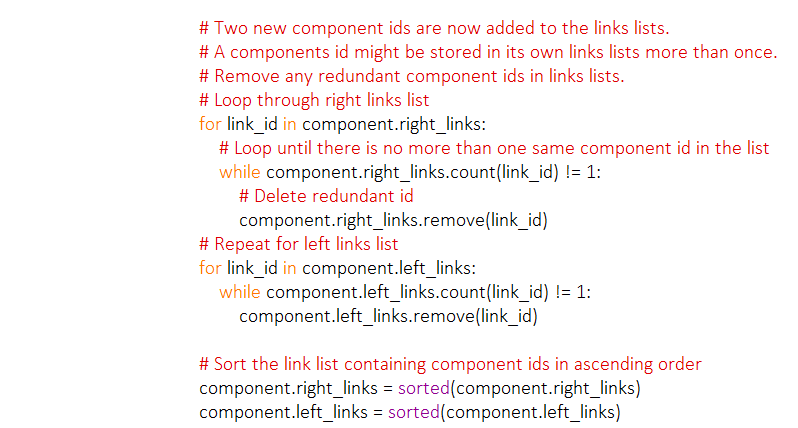 # Two new component ids are now added to the links lists.
# A components id might be stored in its own links lists more than once.
# Remove any redundant component ids in links lists.
# Loop through right links list
for link_id in component.right_links:
    # Loop until there is no more than one same component id in the list
    while component.right_links.count(link_id) != 1:
        # Delete redundant id
        component.right_links.remove(link_id)
# Repeat for left links list
for link_id in component.left_links:
    while component.left_links.count(link_id) != 1:
        component.left_links.remove(link_id)

# Sort the link list containing component ids in ascending order
component.right_links = sorted(component.right_links)
component.left_links = sorted(component.left_links)